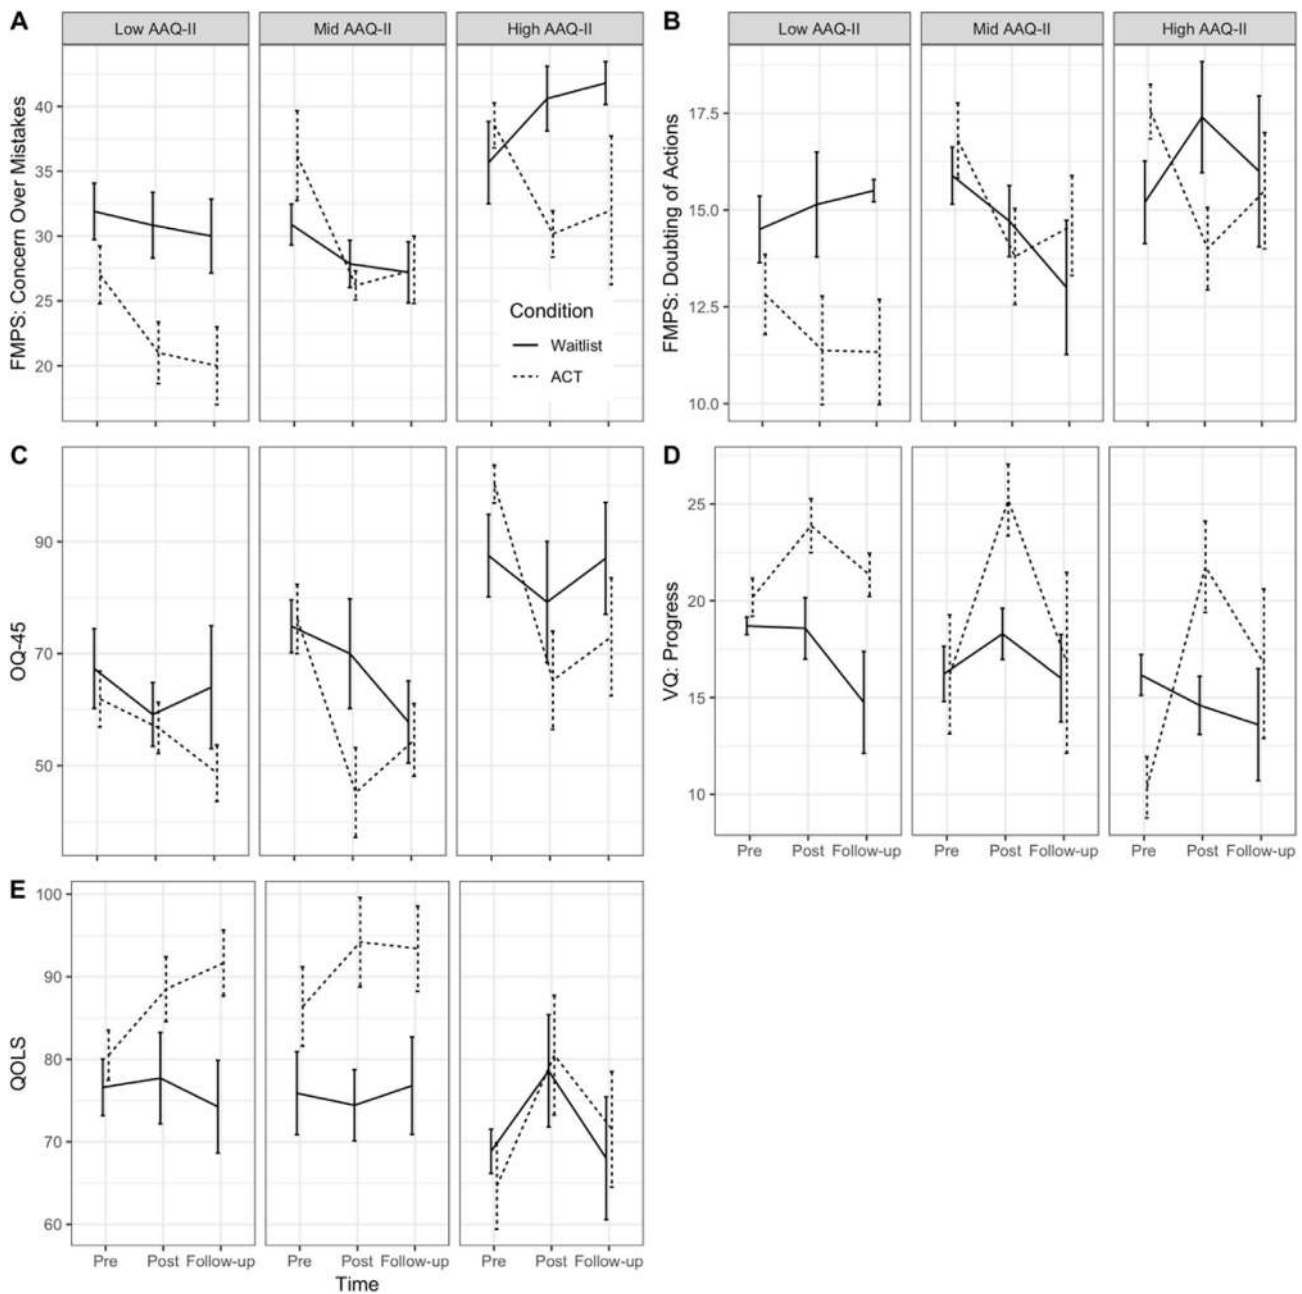 A
Low AAQ-II
Mid AAQ-II
High AAQ-II
FMPS: Concern Over Mistakes
40
35
30
25
20
Condition
Waitlist
ACT
B
Low AAQ-II
Mid AAQ-II
High AAQ-II
FMPS: Doubting of Actions
17.5
15.0
12.5
10.0
C
OQ-45
90
70
50
D
VQ: Progress
25
20
15
10
Pre Post Follow-up
Pre Post Follow-up
Pre Post Follow-up
E
QOLS
100
90
80
70
60
Pre Post Follow-up
Pre Post Follow-up
Pre Post Follow-up
Time